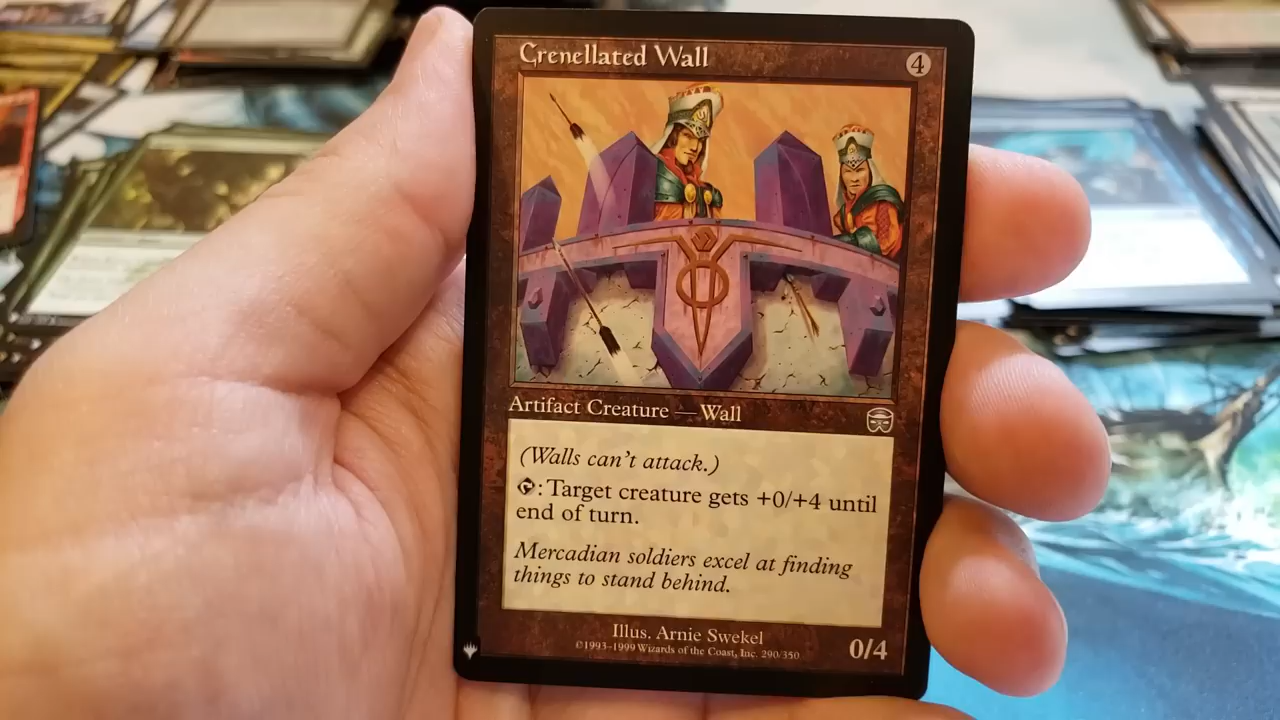 Crenellated Wall
4
Artifact Creature — Wall
(Walls can't attack.)
: Target creature gets +0/+4 until
end of turn.
Mercadian soldiers excel at finding
things to stand behind.
Illus. Arnie Swekel
©1993-1999 Wizards of the Coast, Inc. 290/350
0/4